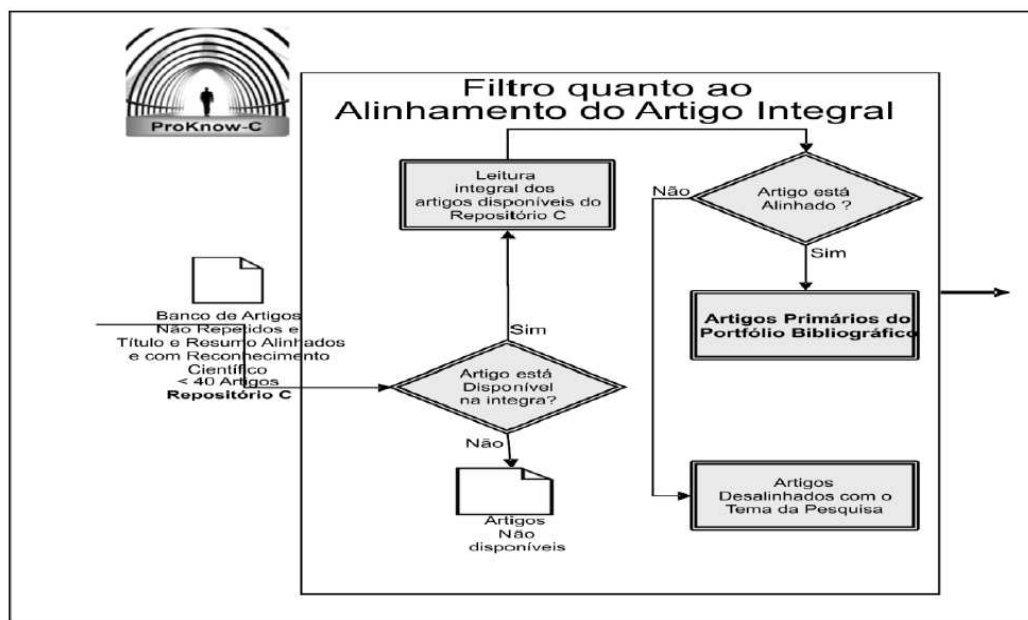 ProKnow-C
Filtro quanto ao
Alinhamento do Artigo Integral
Leitura
integral dos
artigos disponíveis do
Repositório C
Não
Artigo está
Alinhado ?
Sim
Artigos Primários do
Portfólio Bibliográfico
Banco de Artigos
Não Repetidos e
Título e Resumo Alinhados
e com Reconhecimento
Científico
< 40 Artigos
Repositório C
Sim
Artigo está
Disponível
na integra?
Não
Artigos
Não
disponíveis
Artigos
Desalinhados com o
Tema da Pesquisa